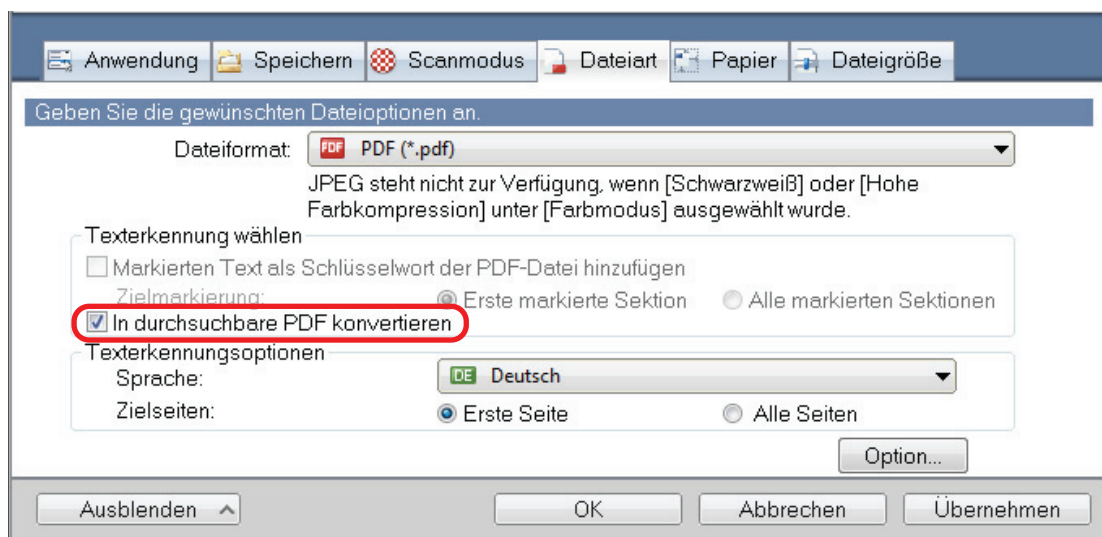 Anwendung Speichern Scanmodus Dateiart Papier Dateigröße
Geben Sie die gewünschten Dateioptionen an.
Dateiformat: PDF PDF (*.pdf)
JPEG steht nicht zur Verfügung, wenn [Schwarzweiß] oder [Hohe
Farbkompression] unter [Farbmodus] ausgewählt wurde.
Texterkennung wählen
Markierten Text als Schlüsselwort der PDF-Datei hinzufügen
Zielmarkierung: Erste markierte Sektion Alle markierten Sektionen
In durchsuchbare PDF konvertieren
Texterkennungsoptionen
Sprache: DE Deutsch
Zielseiten: Erste Seite Alle Seiten
Option...
Ausblenden OK Abbrechen Übernehmen